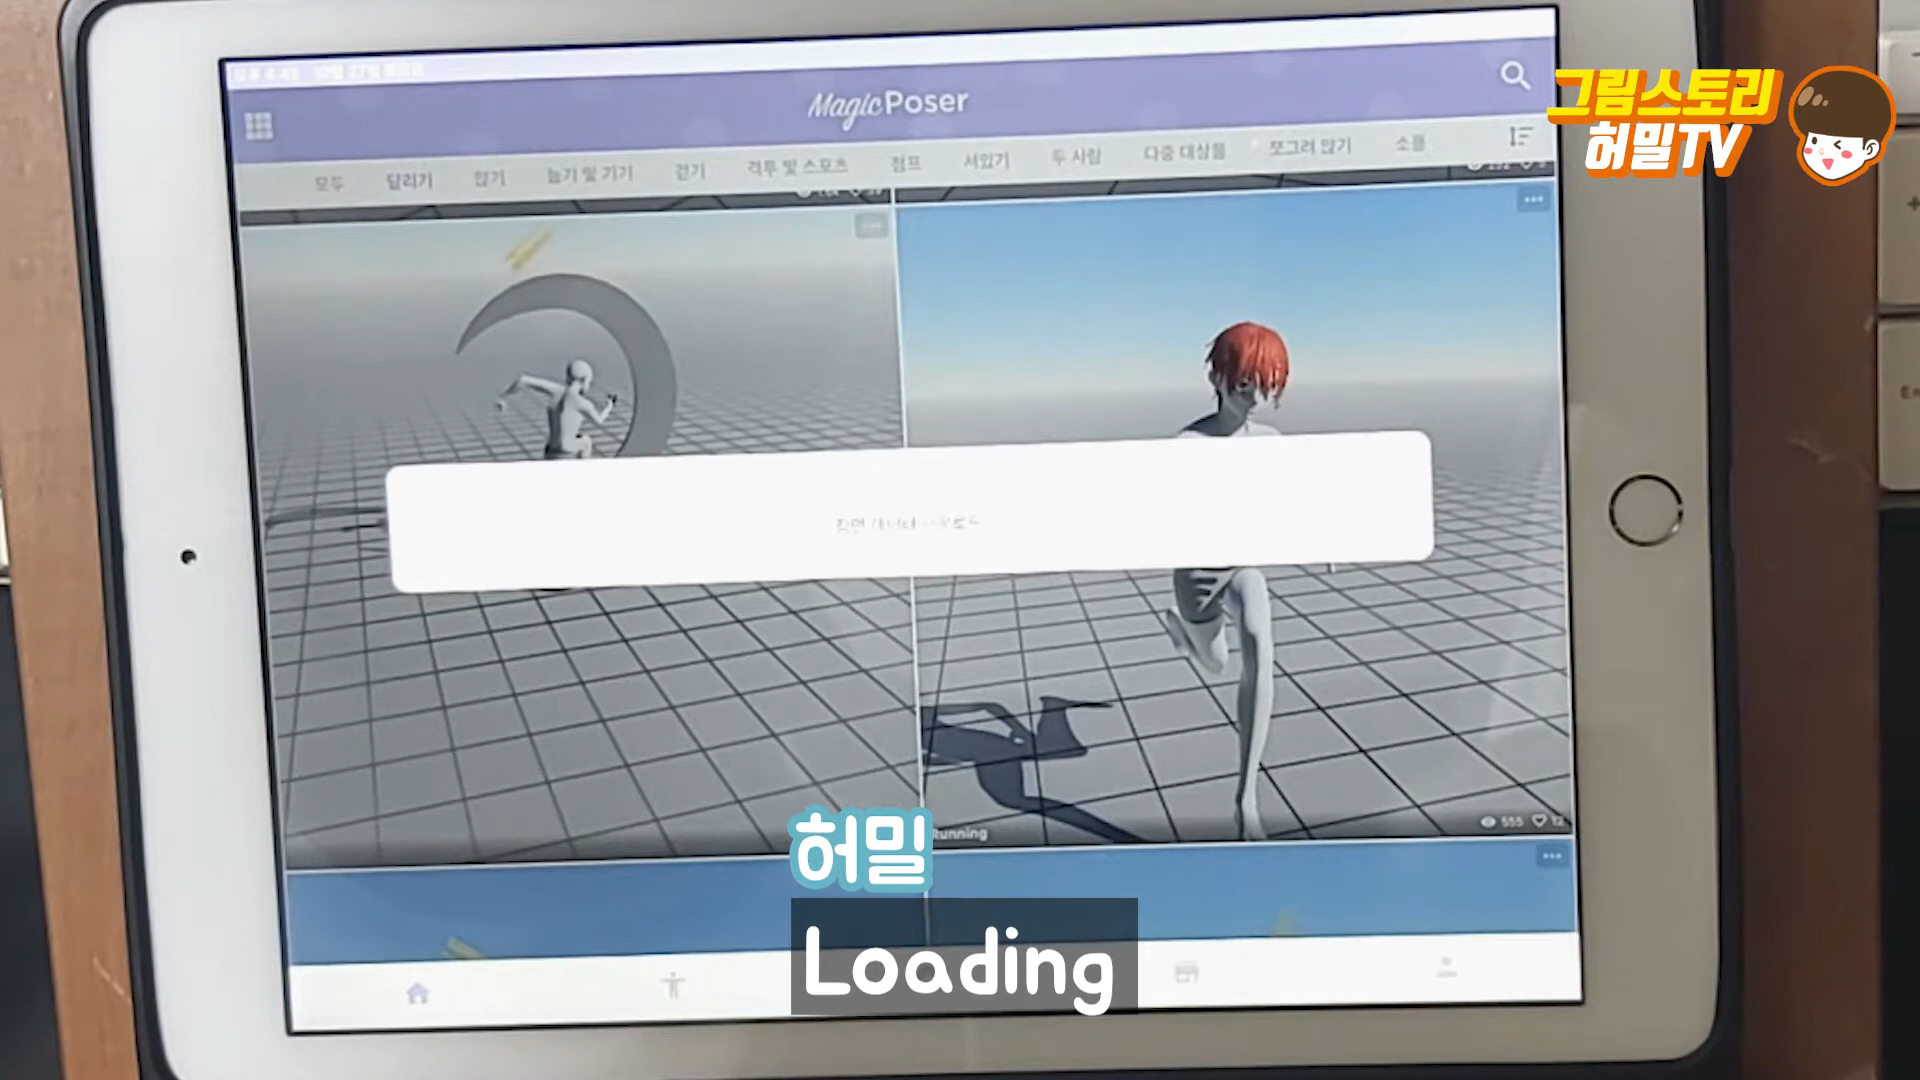 MagicPoser
그림스토리
허밀TV
모두 달리기 앉기 눕기 및 기기 걷기 격투 및 스포츠 점프 서있기 두 사람 다중 대상들 쪼그려 앉기 소품
Running
555
12
허밀
Loading